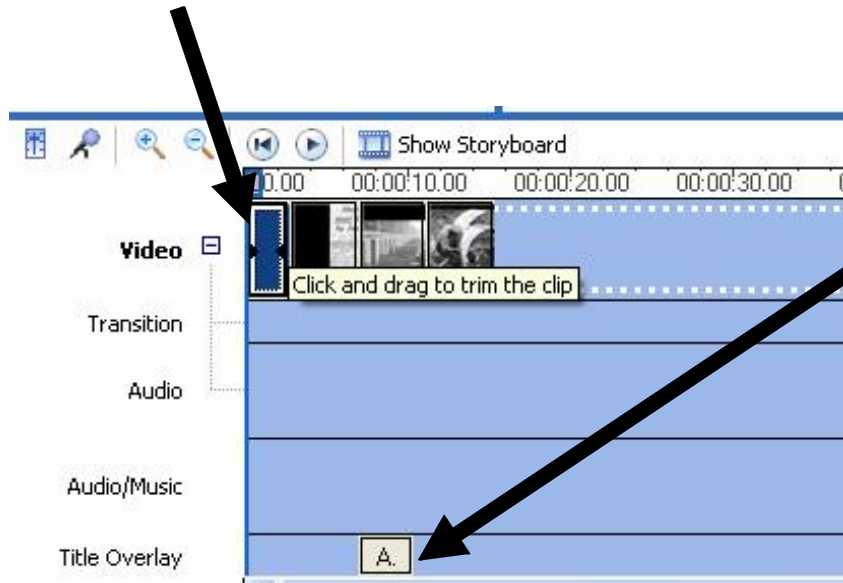 Show Storyboard
0.00 00:00:10.00 00:00:20.00 00:00:30.00
Video
Click and drag to trim the clip
Transition
Audio
Audio/Music
Title Overlay A.